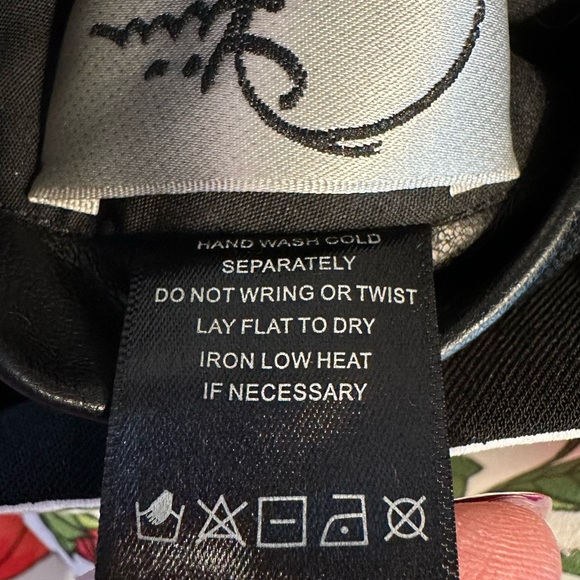 HAND WASH COLD
SEPARATELY
DO NOT WRING OR TWIST
LAY FLAT TO DRY
IRON LOW HEAT
IF NECESSARY